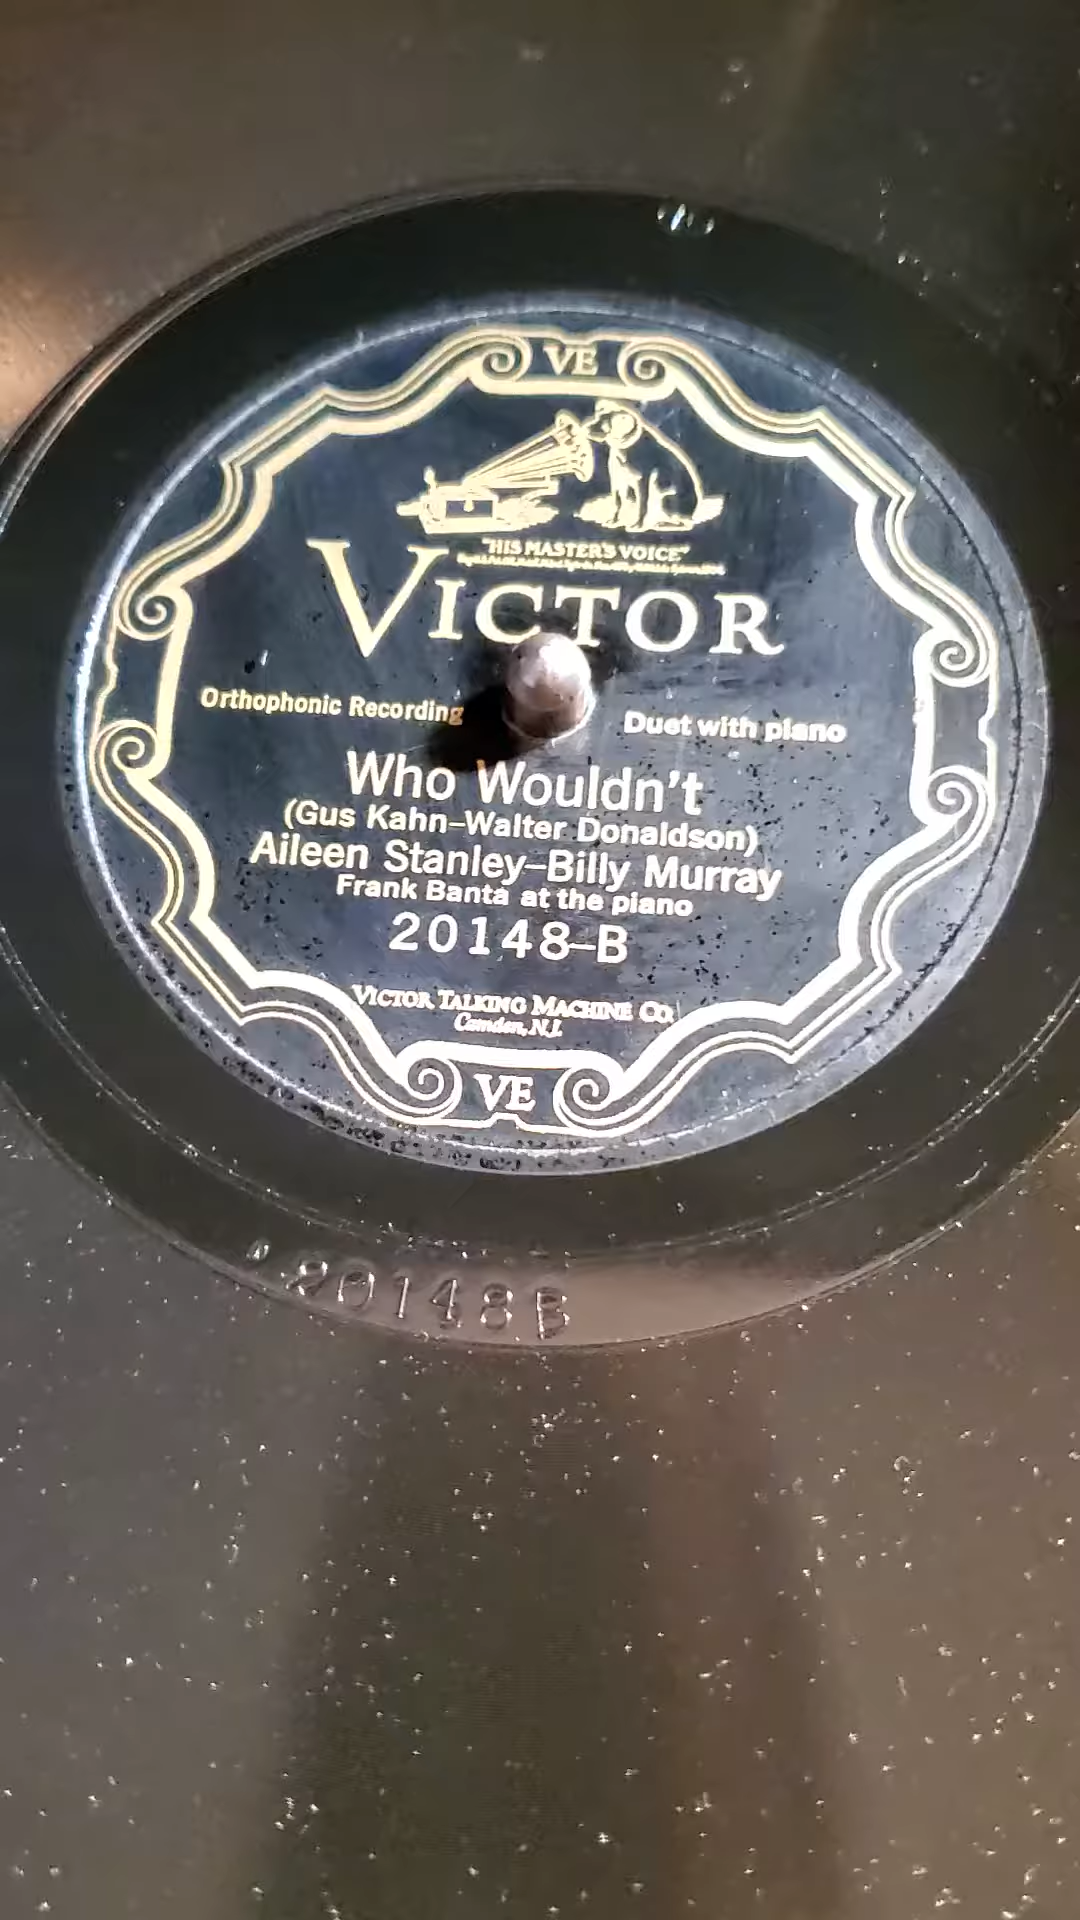 VE
"HIS MASTER'S VOICE"
VICTOR
Orthophonic Recording
Duet with piano
Who Wouldn't
(Gus Kahn–Walter Donaldson)
Aileen Stanley–Billy Murray
Frank Banta at the piano
20148–B
VICTOR TALKING MACHINE CO.
Camden, N.J.
VE
20148B